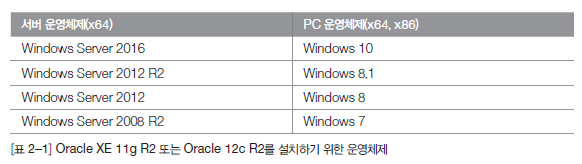 서버 운영체제(x64) PC 운영체제(x64, x86)
Windows Server 2016 Windows 10
Windows Server 2012 R2 Windows 8.1
Windows Server 2012 Windows 8
Windows Server 2008 R2 Windows 7
[표 2-1] Oracle XE 11g R2 또는 Oracle 12c R2를 설치하기 위한 운영체제